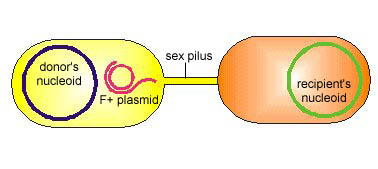 sex pilus
donor's
nucleoid
F+ plasmid
recipient's
nucleoid